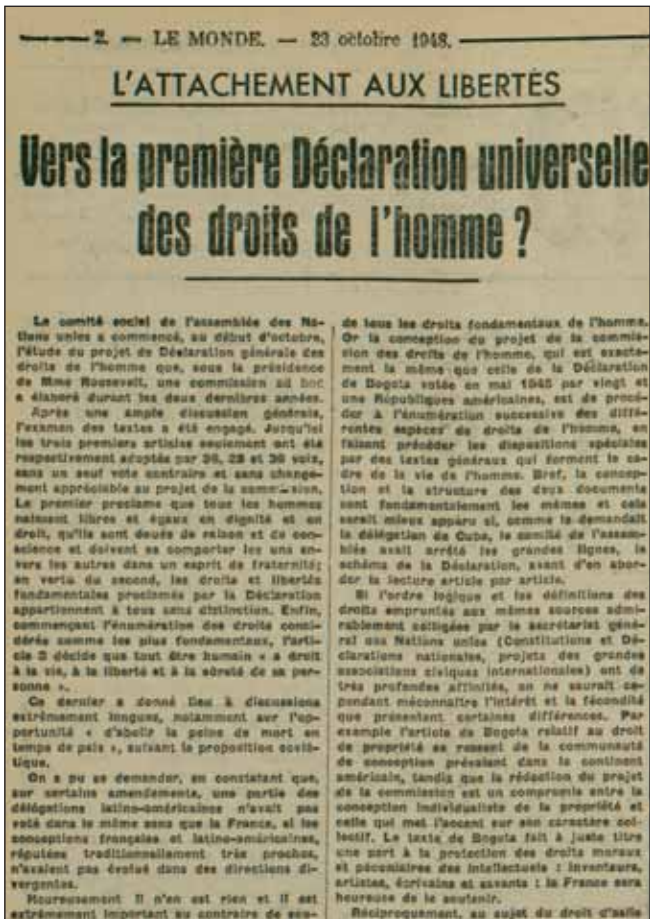 2. — LE MONDE. — 23 octobre 1948.
L'ATTACHEMENT AUX LIBERTÉS
Vers la première Déclaration universelle
des droits de l'homme ?
Le comité social de l'assemblée des Na-
tions unies a commencé, au début d'octobre,
l'étude du projet de Déclaration générale des
droits de l'homme que, sous la présidence
de Mme Roosevelt, une commission ad hoc
a élaboré durant les deux dernières années.
Après une ample discussion générale,
l'examen des textes a été engagé. Jusqu'ici
les trois premiers articles seulement ont été
respectivement adoptés par 26, 28 et 36 voix,
sans un seul vote contraire et sans change-
ment appréciable au projet de la commission.
Le premier proclame que tous les hommes
naissent libres et égaux en dignité et en
droit, qu'ils sont doués de raison et de con-
science et doivent se comporter les uns en-
vers les autres dans un esprit de fraternité;
en vertu du second, les droits et libertés
fondamentales proclamés par la Déclaration
appartiennent à tous sans distinction. Enfin,
commençant l'énumération des droits consi-
dérés comme les plus fondamentaux, l'arti-
cle 3 décide que tout être humain « a droit
à la vie, à la liberté et à la sûreté de sa per-
sonne ».
Ce dernier a donné lieu à discussions
extrêmement longues, notamment sur l'op-
portunité « d'abolir la peine de mort en
temps de paix », suivant la proposition sovié-
tique.
On a pu se demander, en constatant que,
sur certains amendements, une partie des
délégations latino-américaines n'avait pas
voté dans le même sens que la France, si les
conceptions françaises et latino-américaines,
réputées traditionnellement très proches,
n'avaient pas évolué dans des directions di-
vergentes.
Heureusement il n'en est rien et il est
extrêmement important au contraire de
de tous les droits fondamentaux de l'homme.
Or la conception du projet de la commis-
sion des droits de l'homme, qui est exacte-
ment la même que celle de la Déclaration
de Bogota votée en mai 1948 par vingt et
une Républiques américaines, est de procé-
der à l'énumération successive des diffé-
rentes espèces de droits de l'homme, en
faisant précéder les dispositions spéciales
par des textes généraux qui forment le ca-
dre de la vie de l'homme. Bref, la concep-
tion et la structure des deux documents
sont fondamentalement les mêmes et cela
serait mieux apparu si, comme le demandait
la délégation de Cuba, le comité de l'assem-
blée avait arrêté les grandes lignes, le
schéma de la Déclaration, avant d'en abor-
der la lecture article par article.
Si l'ordre logique et les définitions des
droits empruntés aux mêmes sources admi-
rablement colligées par le secrétariat géné-
ral des Nations unies (Constitutions et Dé-
clarations nationales, projets des grandes
associations civiques internationales) ont de
très profondes affinités, on ne saurait ce-
pendant méconnaître l'intérêt et la fécondité
que présentent certaines différences. Par
exemple l'article de Bogota relatif au droit
de propriété se ressent de la communauté
de conception prévalant dans le continent
américain, tandis que la rédaction du projet
de la commission est un compromis entre la
conception individualiste de la propriété et
celle qui met l'accent sur son caractère col-
lectif. Le texte de Bogota fait à juste titre
une part à la protection des droits moraux
et pécuniaires des intellectuels : inventeurs,
artistes, écrivains et savants ; la France sera
heureuse de le soutenir.
Réciproquement, au sujet du droit d'asile